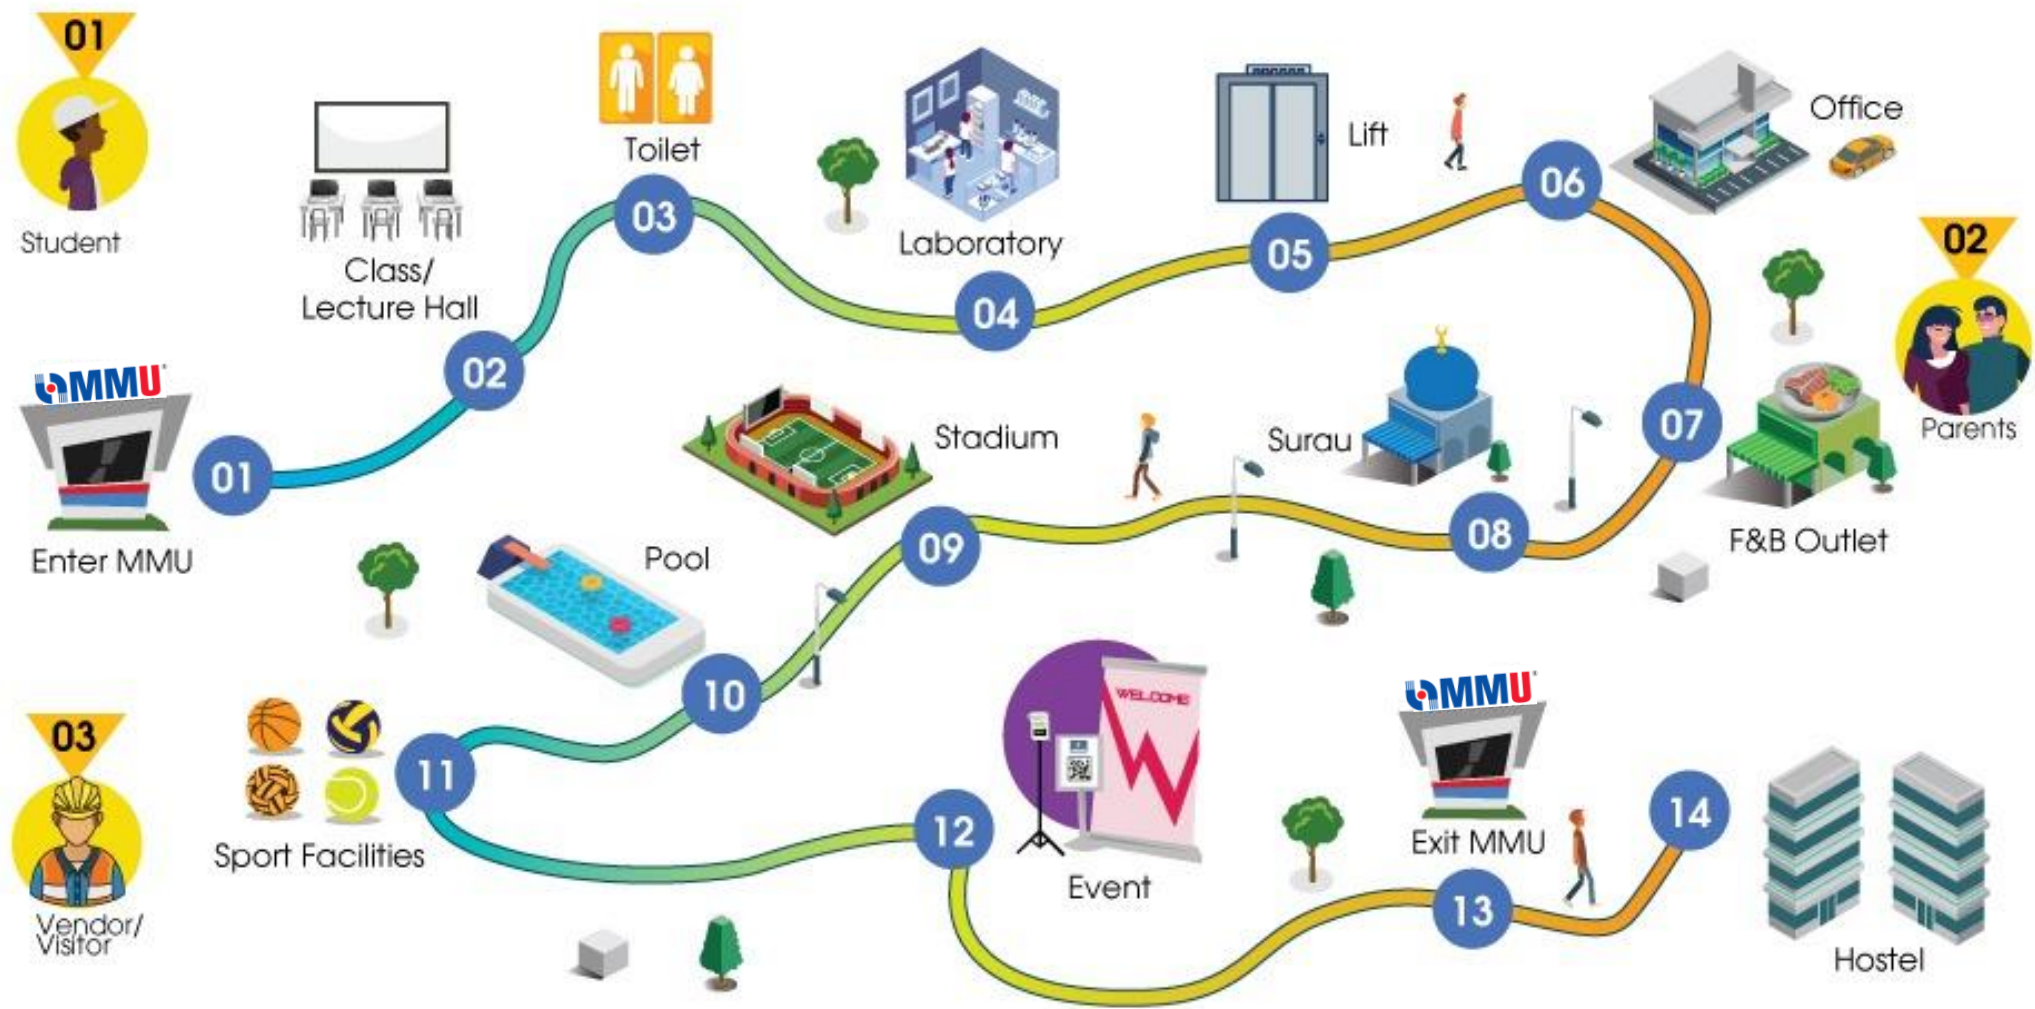 01
Student
MMU
Enter MMU
01
Class/
Lecture Hall
02
Toilet
03
Laboratory
04
Lift
05
06
Office
02
Parents
07
F&B Outlet
Surau
08
Stadium
09
Pool
10
03
Vendor/
Visitor
Sport Facilities
11
12
WELCOME
Event
MMU
Exit MMU
13
14
Hostel